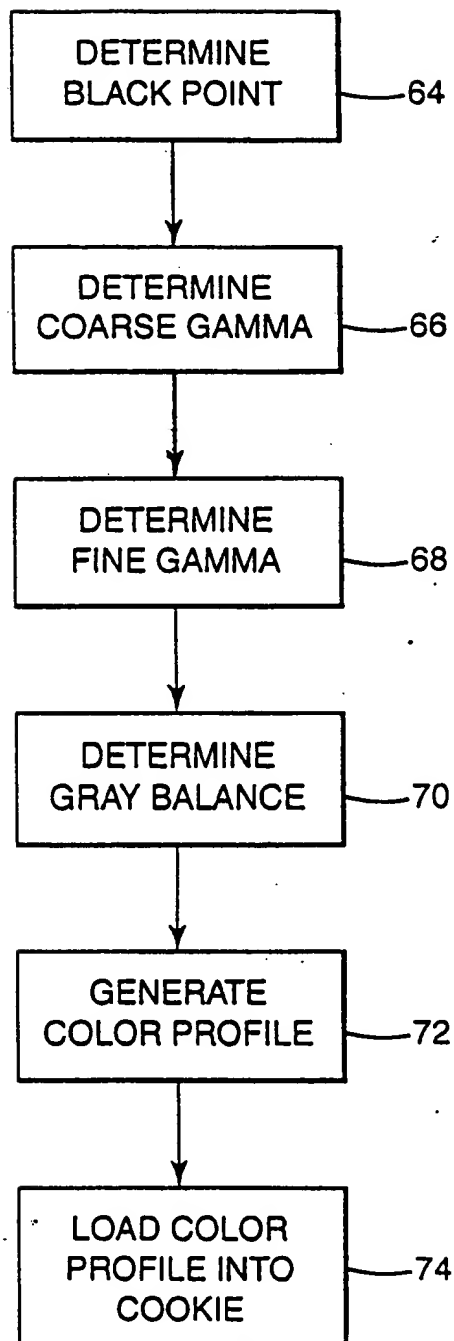 DETERMINE
BLACK POINT
64
DETERMINE
COARSE GAMMA
66
DETERMINE
FINE GAMMA
68
DETERMINE
GRAY BALANCE
70
GENERATE
COLOR PROFILE
72
LOAD COLOR
PROFILE INTO
COOKIE
74